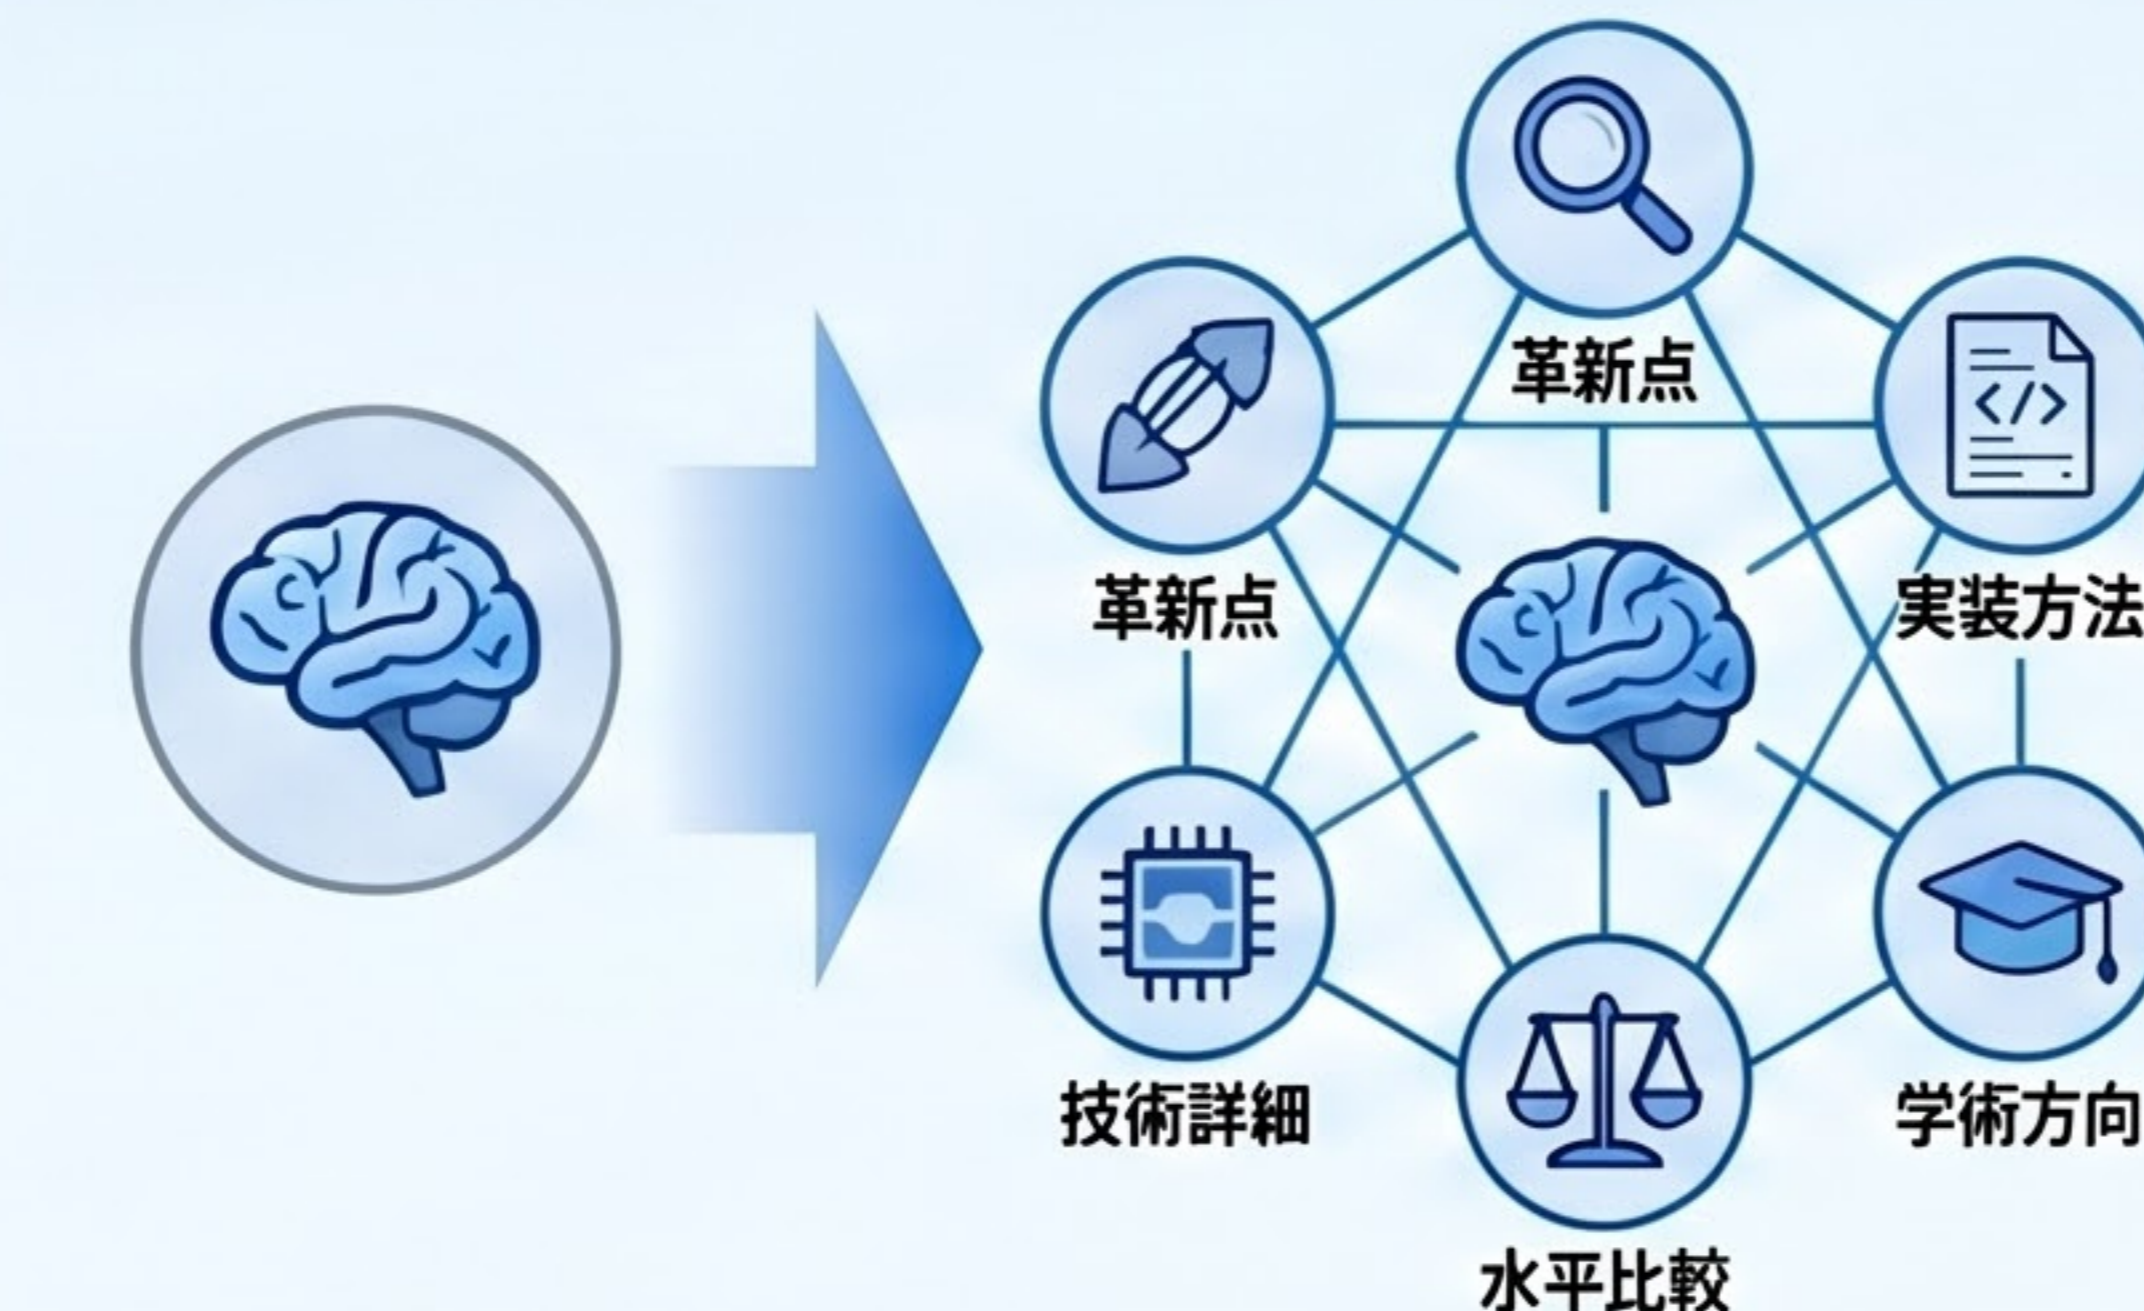 革新点
革新点
実装方法
技術詳細
学術方向
水平比較